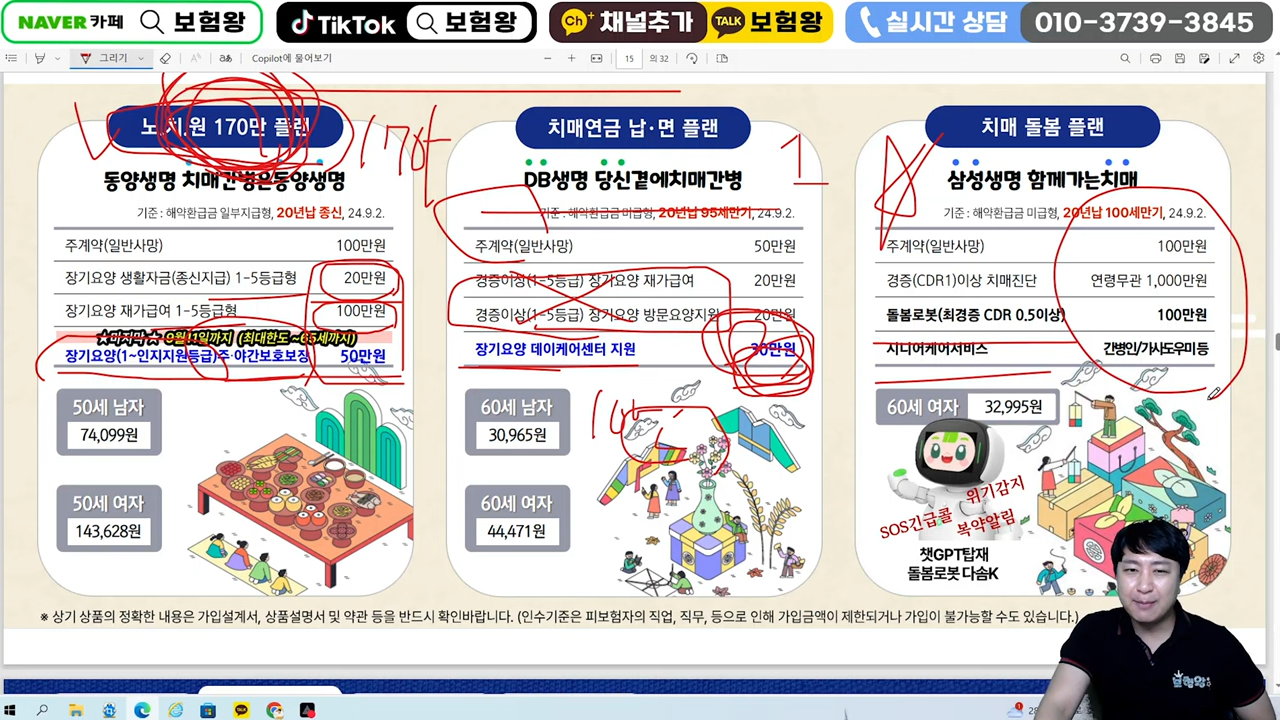 NAVER 카페 보험왕
TikTok 보험왕
Ch+ 채널추가 TALK 보험왕
실시간 상담 010-3739-3845
그리기 aあ Copilot에 물어보기 15 의 32
노.치.원 170만 플랜
170
동양생명 치매간병은동양생명
기준 : 해약환급금 일부지급형, 20년납 종신, 24.9.2.
주계약(일반사망) 100만원
장기요양 생활자금(종신지급) 1-5등급형 20만원
장기요양 재가급여 1-5등급형 100만원
★마지막★ 9월11일까지 (최대한도 ~65세까지)
장기요양(1~인지지원등급)주·야간보호보장 50만원
50세 남자
74,099원
50세 여자
143,628원
치매연금 납·면 플랜
1
DB생명 당신곁에치매간병
기준 : 해약환급금 미급형, 20년납 95세만기, 24.9.2.
주계약(일반사망) 50만원
경증이상(1-5등급) 장기요양 재가급여 20만원
경증이상(1-5등급) 장기요양 방문요양지원 20만원
장기요양 데이케어센터 지원 30만원
60세 남자
30,965원
60세 여자
44,471원
치매 돌봄 플랜
삼성생명 함께가는치매
기준 : 해약환급금 미급형, 20년납 100세만기, 24.9.2.
주계약(일반사망) 100만원
경증(CDR1)이상 치매진단 연령무관 1,000만원
돌봄로봇(최경증 CDR 0.5이상) 100만원
시니어케어서비스 간병인/가사도우미 등
60세 여자 32,995원
위기감지
SOS긴급콜
복약알림
챗GPT탑재
돌봄로봇 다솜K
※ 상기 상품의 정확한 내용은 가입설계서, 상품설명서 및 약관 등을 반드시 확인바랍니다. (인수기준은 피보험자의 직업, 직무, 등으로 인해 가입금액이 제한되거나 가입이 불가능할 수도 있습니다.)
보험왕